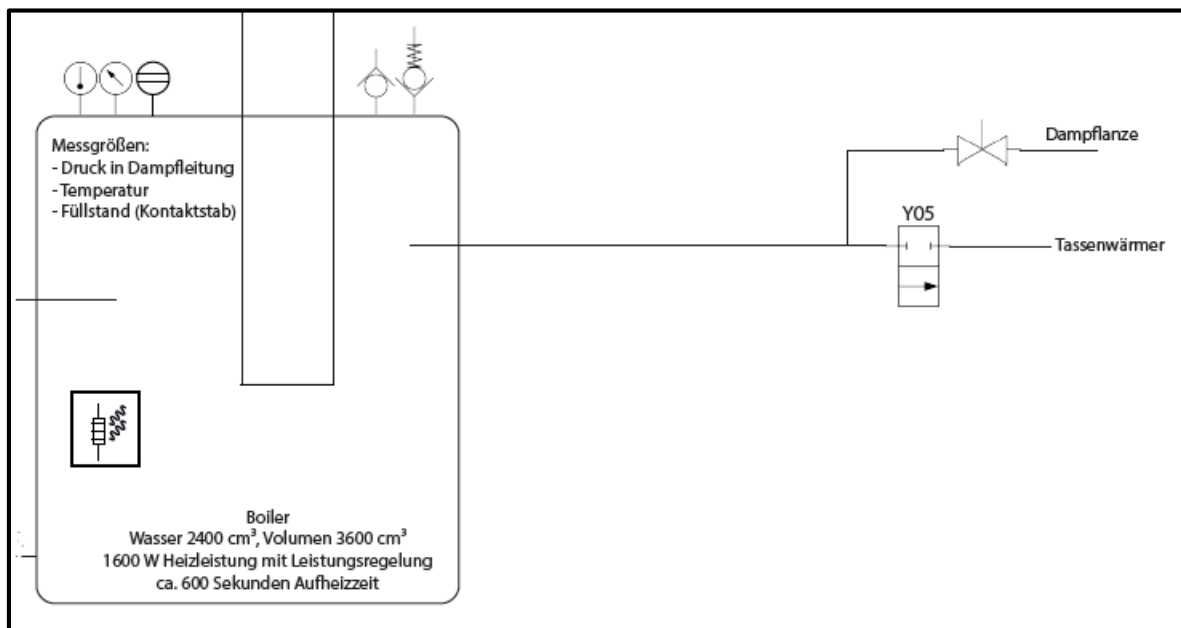 Messgrößen:
- Druck in Dampfleitung
- Temperatur
- Füllstand (Kontaktstab)
Dampflanze
Y05
Tassenwärmer
Boiler
Wasser 2400 cm³, Volumen 3600 cm³
1600 W Heizleistung mit Leistungsregelung
ca. 600 Sekunden Aufheizzeit